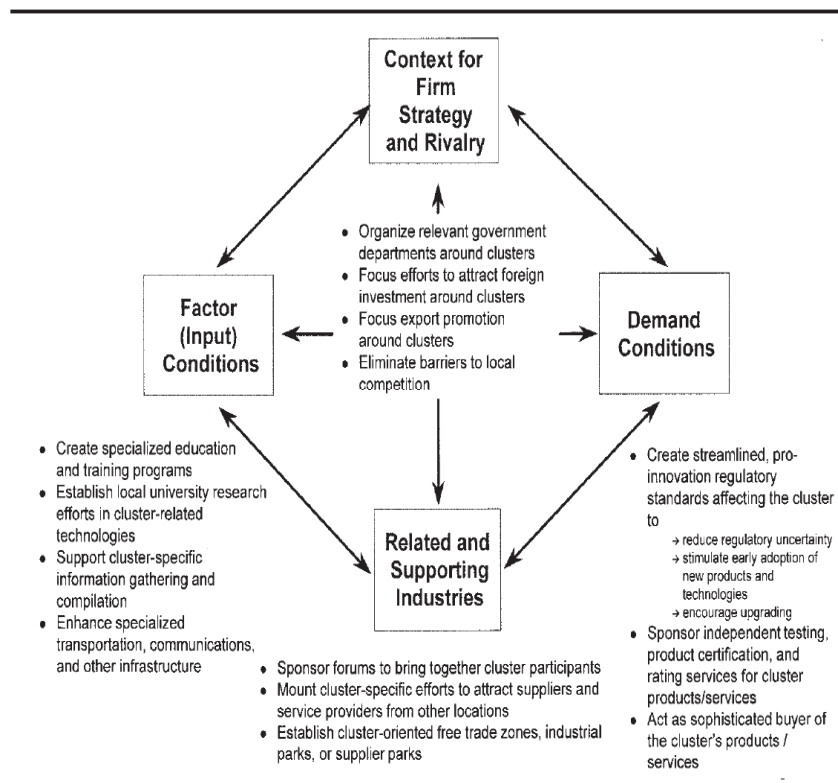 Context for
Firm
Strategy
and Rivalry
• Organize relevant government
departments around clusters
• Focus efforts to attract foreign
investment around clusters
• Focus export promotion
around clusters
• Eliminate barriers to local
competition
Factor
(Input)
Conditions
Demand
Conditions
• Create specialized education
and training programs
• Establish local university research
efforts in cluster-related
technologies
• Support cluster-specific
information gathering and
compilation
• Enhance specialized
transportation, communications,
and other infrastructure
Related and
Supporting
Industries
• Sponsor forums to bring together cluster participants
• Mount cluster-specific efforts to attract suppliers and
service providers from other locations
• Establish cluster-oriented free trade zones, industrial
parks, or supplier parks
• Create streamlined, pro-
innovation regulatory
standards affecting the cluster
to
→ reduce regulatory uncertainty
→ stimulate early adoption of
new products and
technologies
→ encourage upgrading
• Sponsor independent testing,
product certification, and
rating services for cluster
products/services
• Act as sophisticated buyer of
the cluster's products /
services